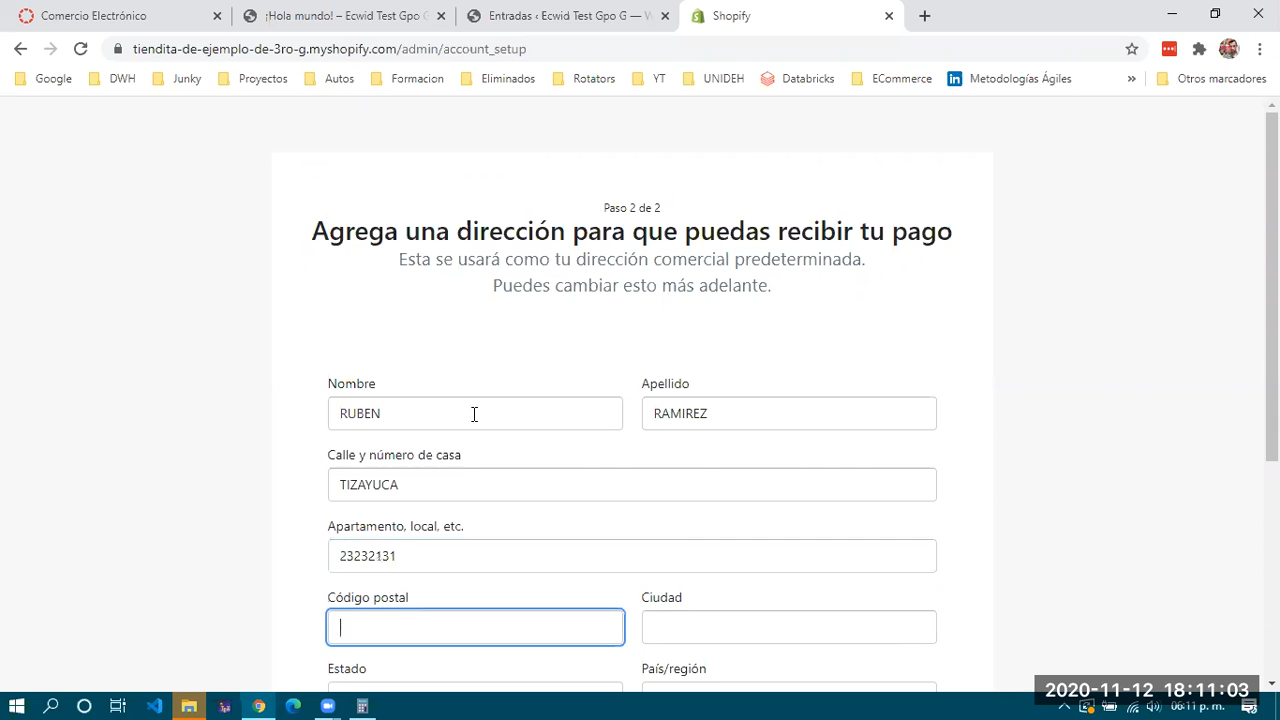 Comercio Electrónico
¡Hola mundo! – Ecwid Test Gpo G
Entradas ‹ Ecwid Test Gpo G — W
Shopify
tiendita-de-ejemplo-de-3ro-g.myshopify.com/admin/account_setup
Google
DWH
Junky
Proyectos
Autos
Formacion
Eliminados
Rotators
YT
UNIDEH
Databricks
ECommerce
Metodologías Ágiles
»
Otros marcadores
Paso 2 de 2
Agrega una dirección para que puedas recibir tu pago
Esta se usará como tu dirección comercial predeterminada.
Puedes cambiar esto más adelante.
Nombre
Apellido
RUBEN
RAMIREZ
Calle y número de casa
TIZAYUCA
Apartamento, local, etc.
23232131
Código postal
Ciudad
Estado
País/región
2020-11-12 18:11:03
06:11 p. m.